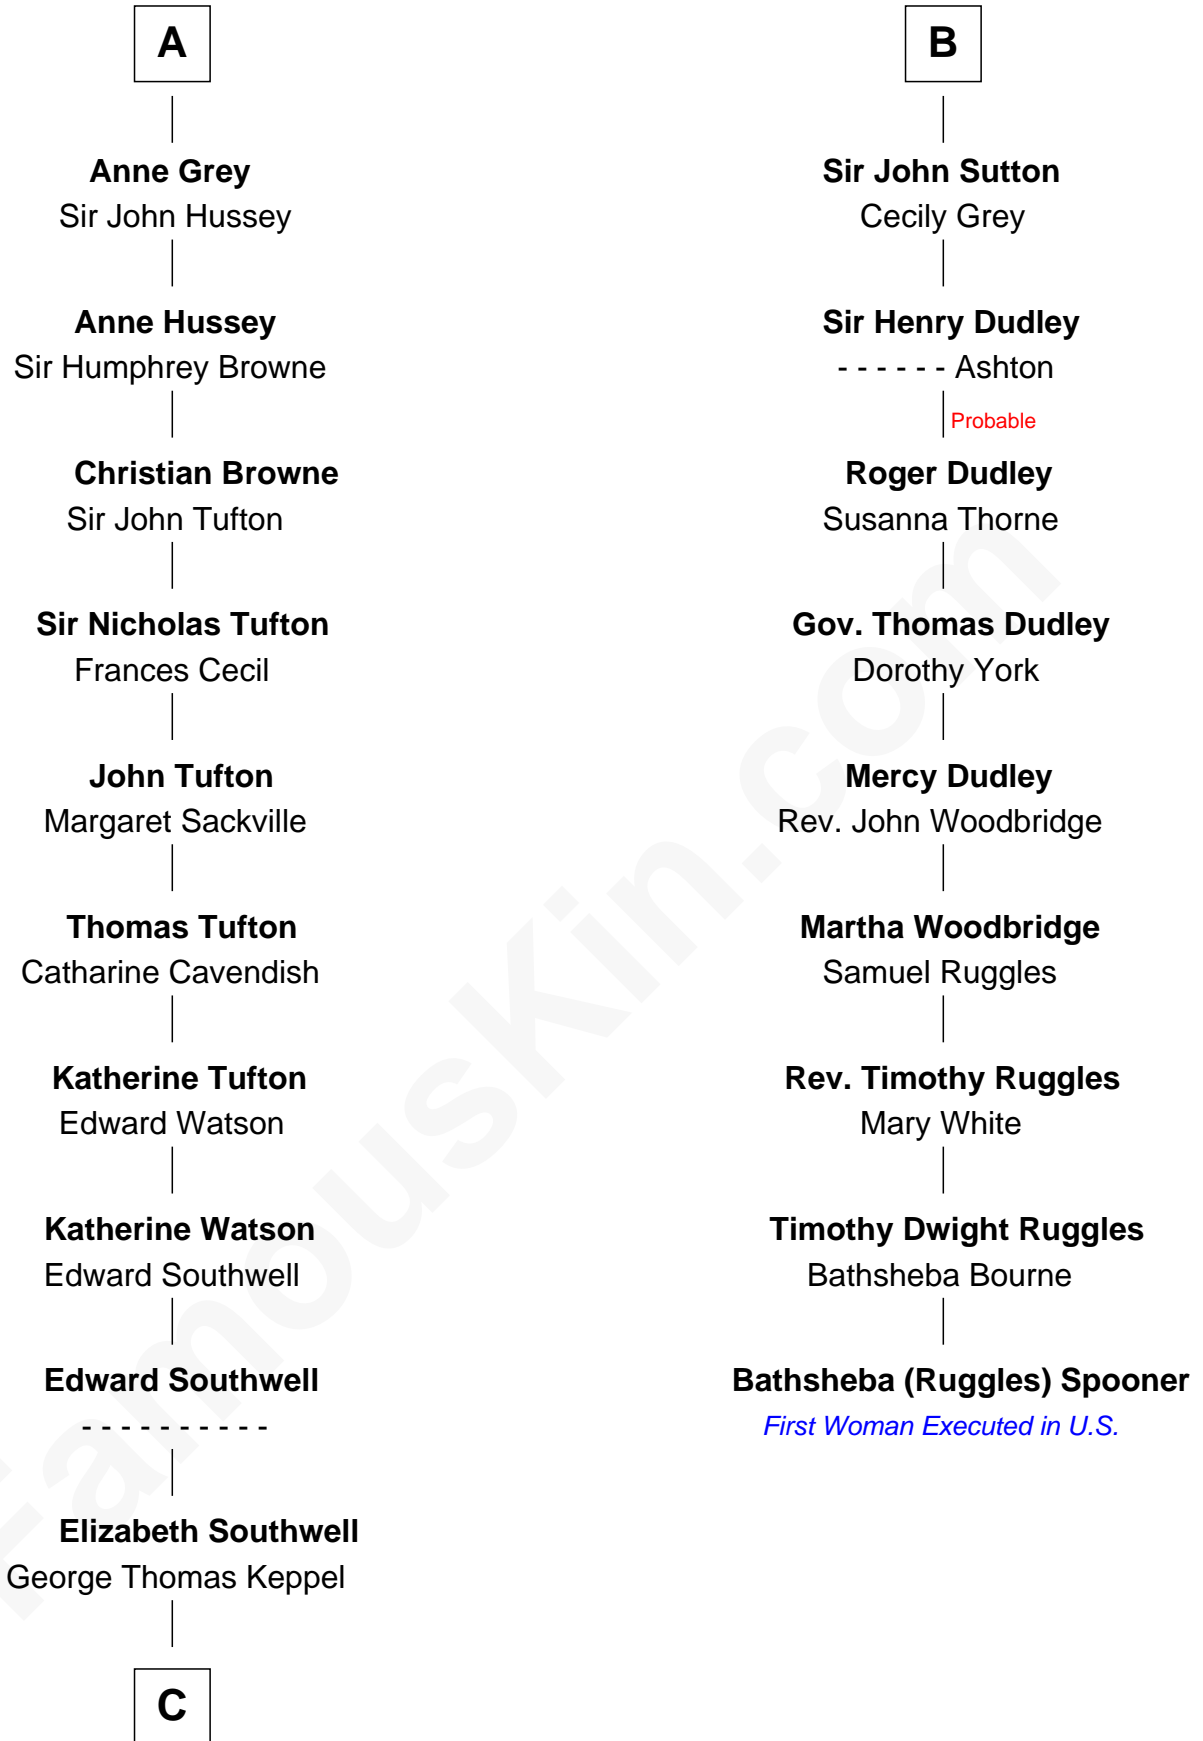 A
Anne Grey
Sir John Hussey
Anne Hussey
Sir Humphrey Browne
Christian Browne
Sir John Tufton
Sir Nicholas Tufton
Frances Cecil
John Tufton
Margaret Sackville
Thomas Tufton
Catharine Cavendish
Katherine Tufton
Edward Watson
Katherine Watson
Edward Southwell
Edward Southwell
- - - - - - - - - -
Elizabeth Southwell
George Thomas Keppel
C
B
Sir John Sutton
Cecily Grey
Sir Henry Dudley
- - - - - - Ashton
Probable
Roger Dudley
Susanna Thorne
Gov. Thomas Dudley
Dorothy York
Mercy Dudley
Rev. John Woodbridge
Martha Woodbridge
Samuel Ruggles
Rev. Timothy Ruggles
Mary White
Timothy Dwight Ruggles
Bathsheba Bourne
Bathsheba (Ruggles) Spooner
First Woman Executed in U.S.
FamousKin.com